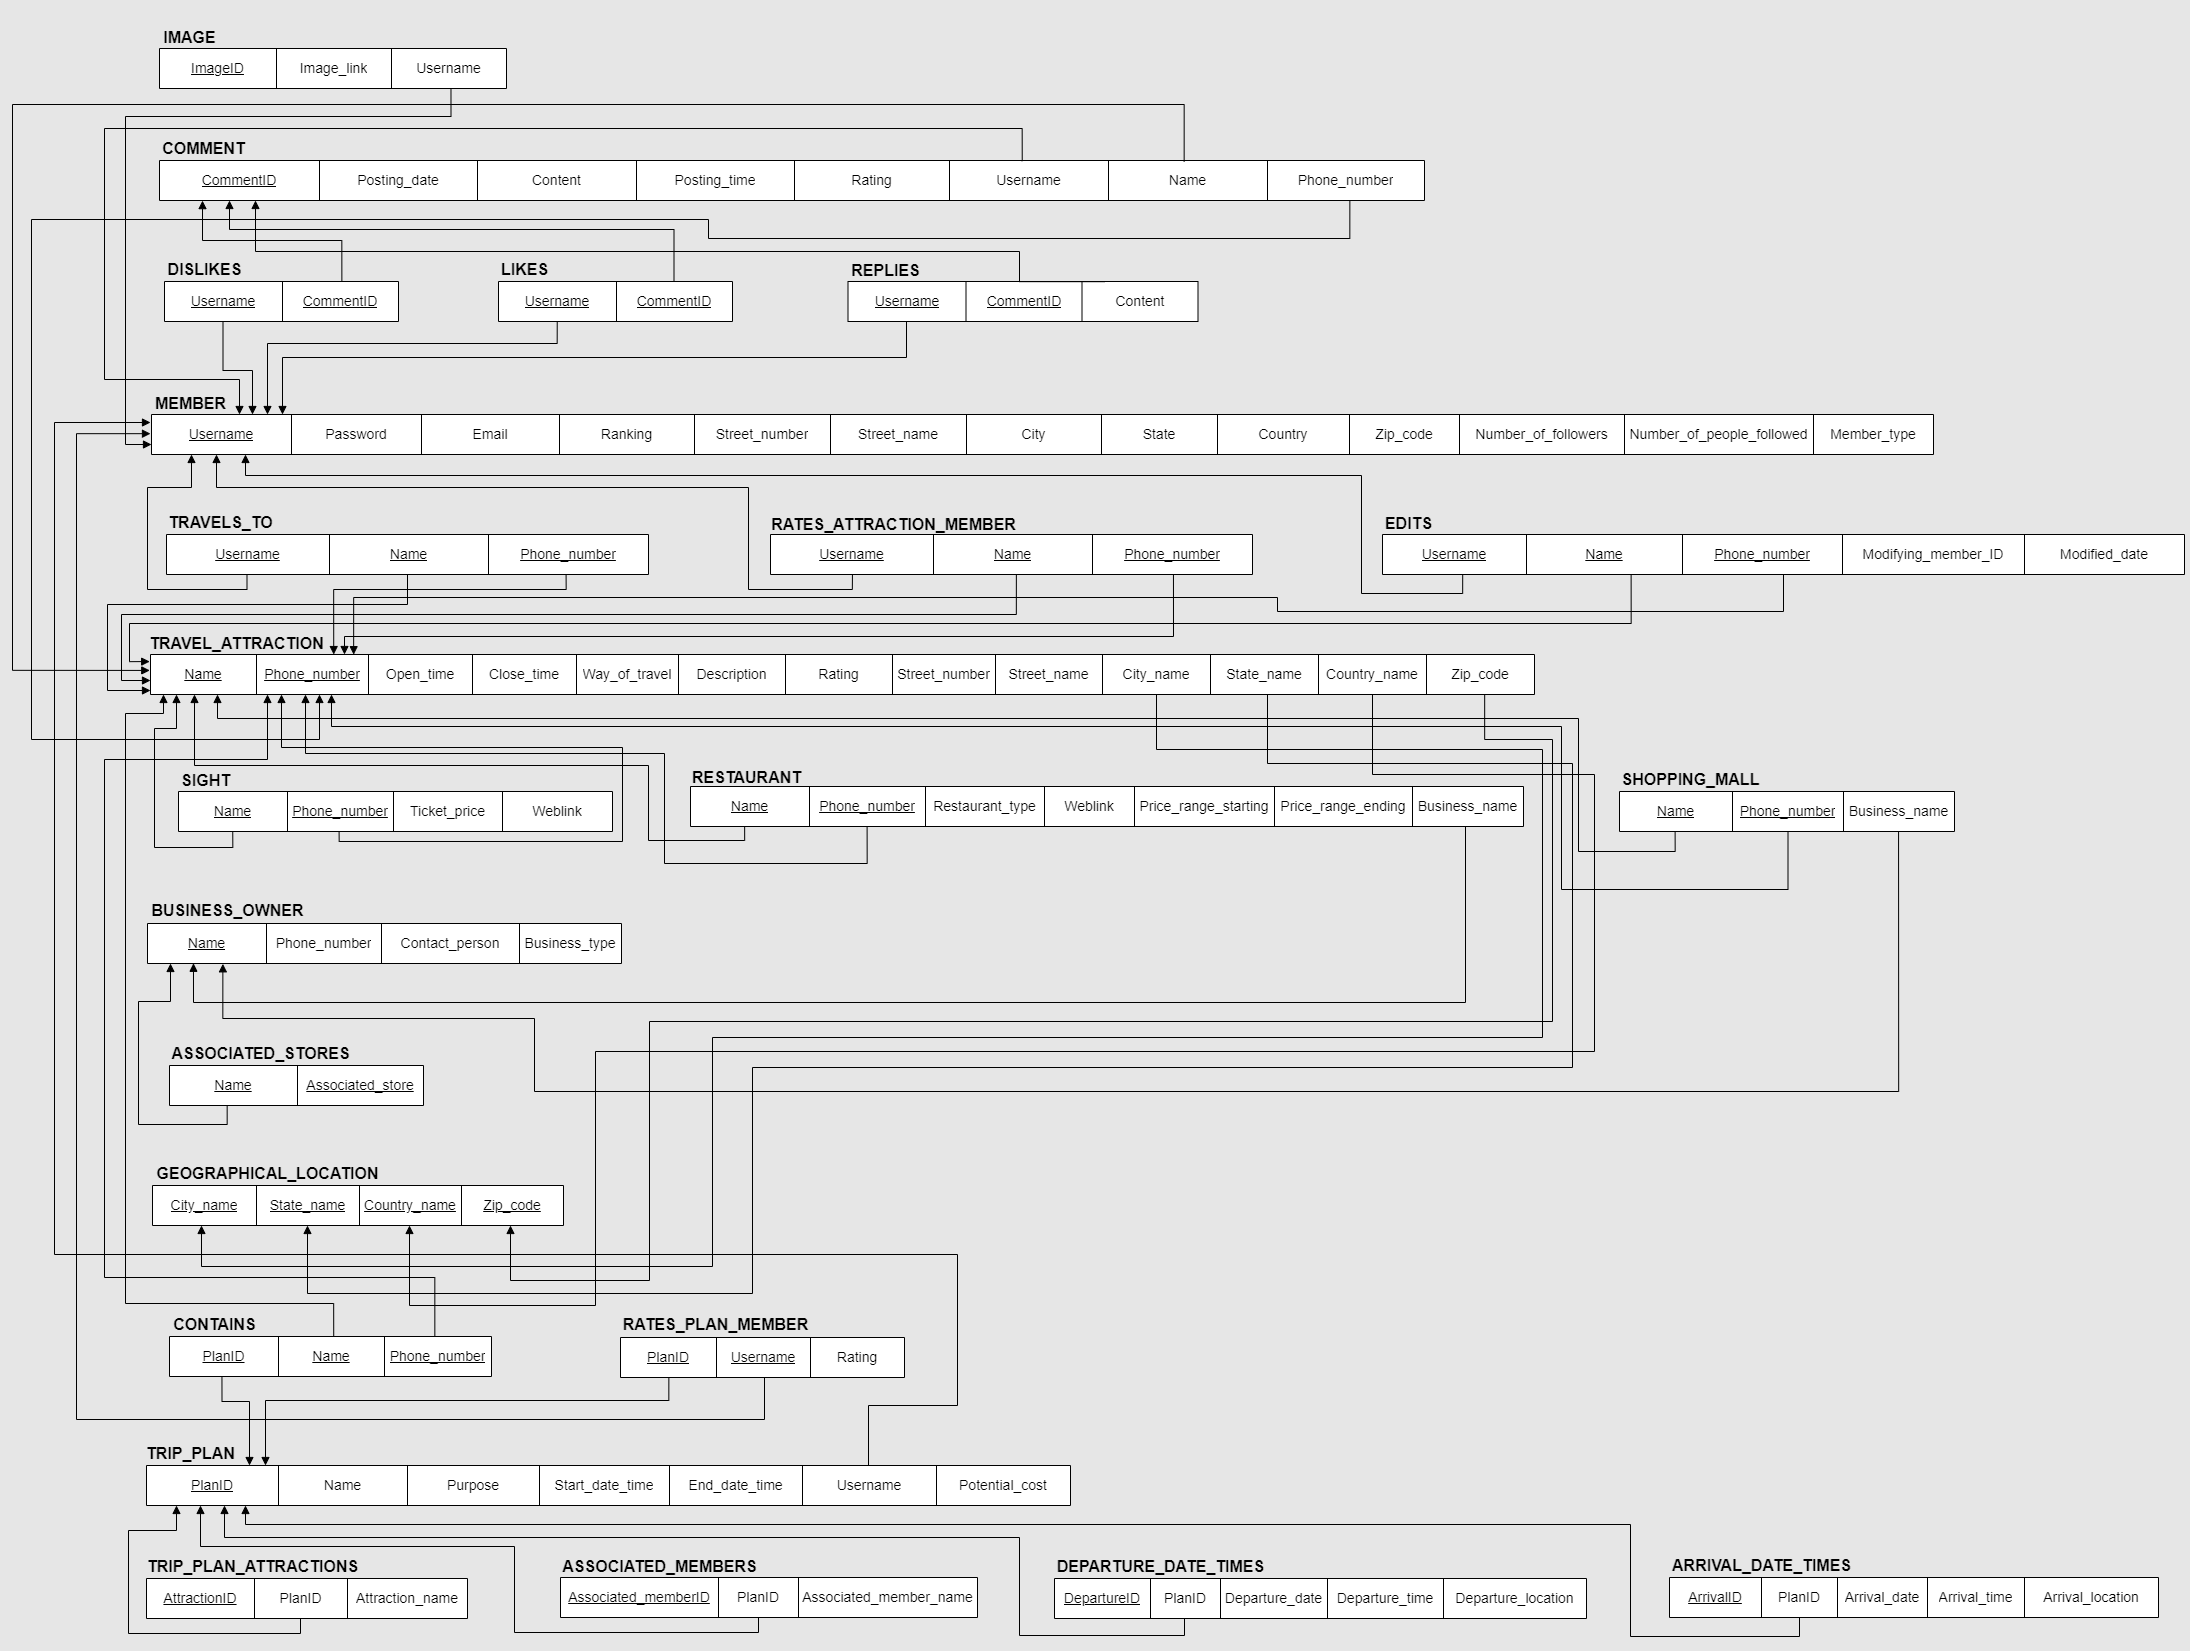 IMAGE
ImageID Image_link Username
COMMENT
CommentID Posting_date Content Posting_time Rating Username Name Phone_number
DISLIKES LIKES REPLIES
Username CommentID Username CommentID Username CommentID Content
MEMBER
Username Password Email Ranking Street_number Street_name City State Country Zip_code Number_of_followers Number_of_people_followed Member_type
TRAVELS_TO RATES_ATTRACTION_MEMBER EDITS
Username Name Phone_number Username Name Phone_number Username Name Phone_number Modifying_member_ID Modified_date
TRAVEL_ATTRACTION
Name Phone_number Open_time Close_time Way_of_travel Description Rating Street_number Street_name City_name State_name Country_name Zip_code
SIGHT RESTAURANT SHOPPING_MALL
Name Phone_number Ticket_price Weblink Name Phone_number Restaurant_type Weblink Price_range_starting Price_range_ending Business_name Name Phone_number Business_name
BUSINESS_OWNER
Name Phone_number Contact_person Business_type
ASSOCIATED_STORES
Name Associated_store
GEOGRAPHICAL_LOCATION
City_name State_name Country_name Zip_code
CONTAINS RATES_PLAN_MEMBER
PlanID Name Phone_number PlanID Username Rating
TRIP_PLAN
PlanID Name Purpose Start_date_time End_date_time Username Potential_cost
TRIP_PLAN_ATTRACTIONS ASSOCIATED_MEMBERS DEPARTURE_DATE_TIMES ARRIVAL_DATE_TIMES
AttractionID PlanID Attraction_name Associated_memberID PlanID Associated_member_name DepartureID PlanID Departure_date Departure_time Departure_location ArrivalID PlanID Arrival_date Arrival_time Arrival_location